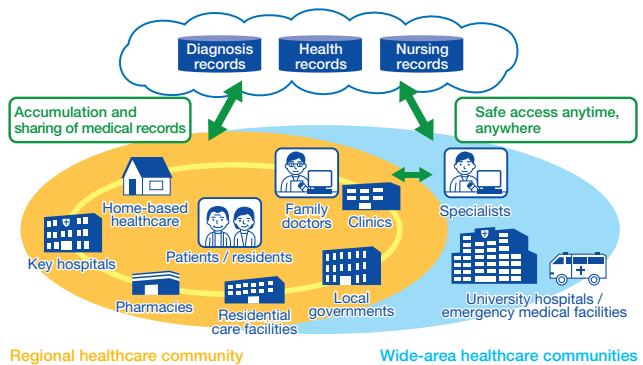 Diagnosis
records
Health
records
Nursing
records
Accumulation and
sharing of medical records
Safe access anytime,
anywhere
Home-based
healthcare
Family
doctors
Clinics
Specialists
Key hospitals
Patients / residents
Pharmacies
Residential
care facilities
Local
governments
University hospitals /
emergency medical facilities
Regional healthcare community
Wide-area healthcare communities